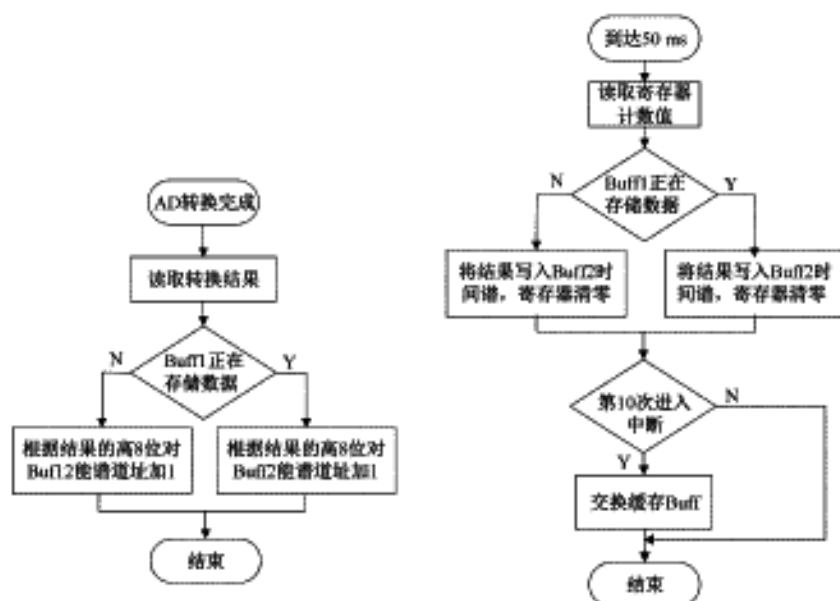 AD转换完成
读取转换结果
Buff1正在
存储数据
N
Y
根据结果的高8位对
Buff.2能谱道址加1
根据结果的高8位对
Buff2能谱道址加1
结束
到达50 ms
读取寄存器
计数值
Buff1正在
存储数据
N
Y
将结果写入Buff2时
间谱，寄存器清零
将结果写入Buff2时
间谱，寄存器清零
第10次进入
中断
N
Y
交换缓存Buff
结束